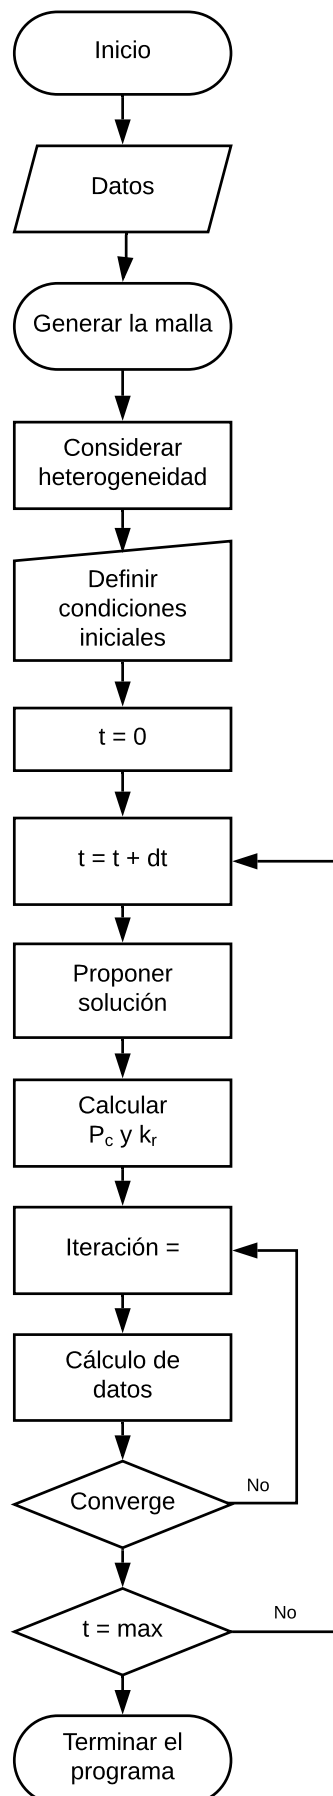 Inicio
Datos
Generar la malla
Considerar
heterogeneidad
Definir
condiciones
iniciales
t = 0
t = t + dt
Proponer
solución
Calcular
Pc y kr
Iteración =
Cálculo de
datos
Converge
No
t = max
No
Terminar el
programa